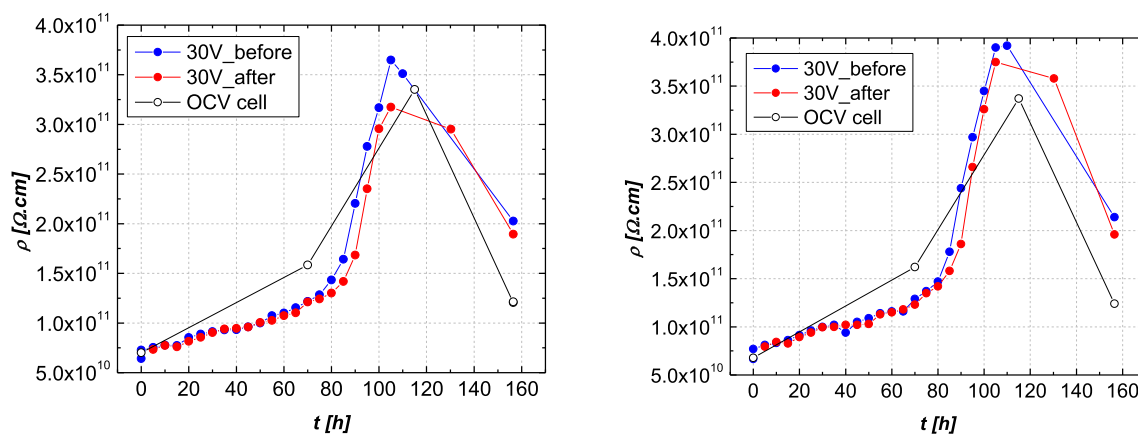 4.0x10¹¹
3.5x10¹¹
3.0x10¹¹
2.5x10¹¹
2.0x10¹¹
1.5x10¹¹
1.0x10¹¹
5.0x10¹⁰
ρ [Ω.cm]
30V_before
30V_after
OCV cell
0 20 40 60 80 100 120 140 160
t [h]
4.0x10¹¹
3.5x10¹¹
3.0x10¹¹
2.5x10¹¹
2.0x10¹¹
1.5x10¹¹
1.0x10¹¹
5.0x10¹⁰
ρ [Ω.cm]
30V_before
30V_after
OCV cell
0 20 40 60 80 100 120 140 160
t [h]